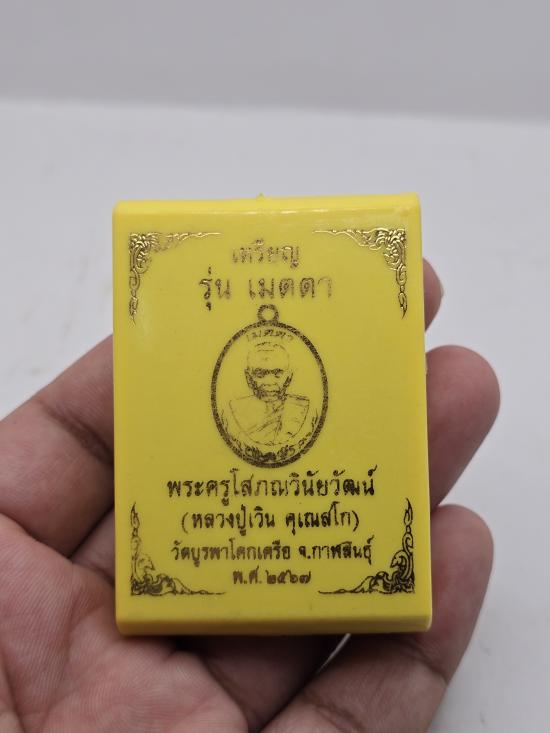 เหรียญ
รุ่น เมตตา
เมตตา
พระครูโสภณวินัยวัฒน์
(หลวงปู่เวิน คุเณสโก)
วัดบูรพาโคกเครือ จ.กาฬสินธุ์
พ.ศ. ๒๕๖๗